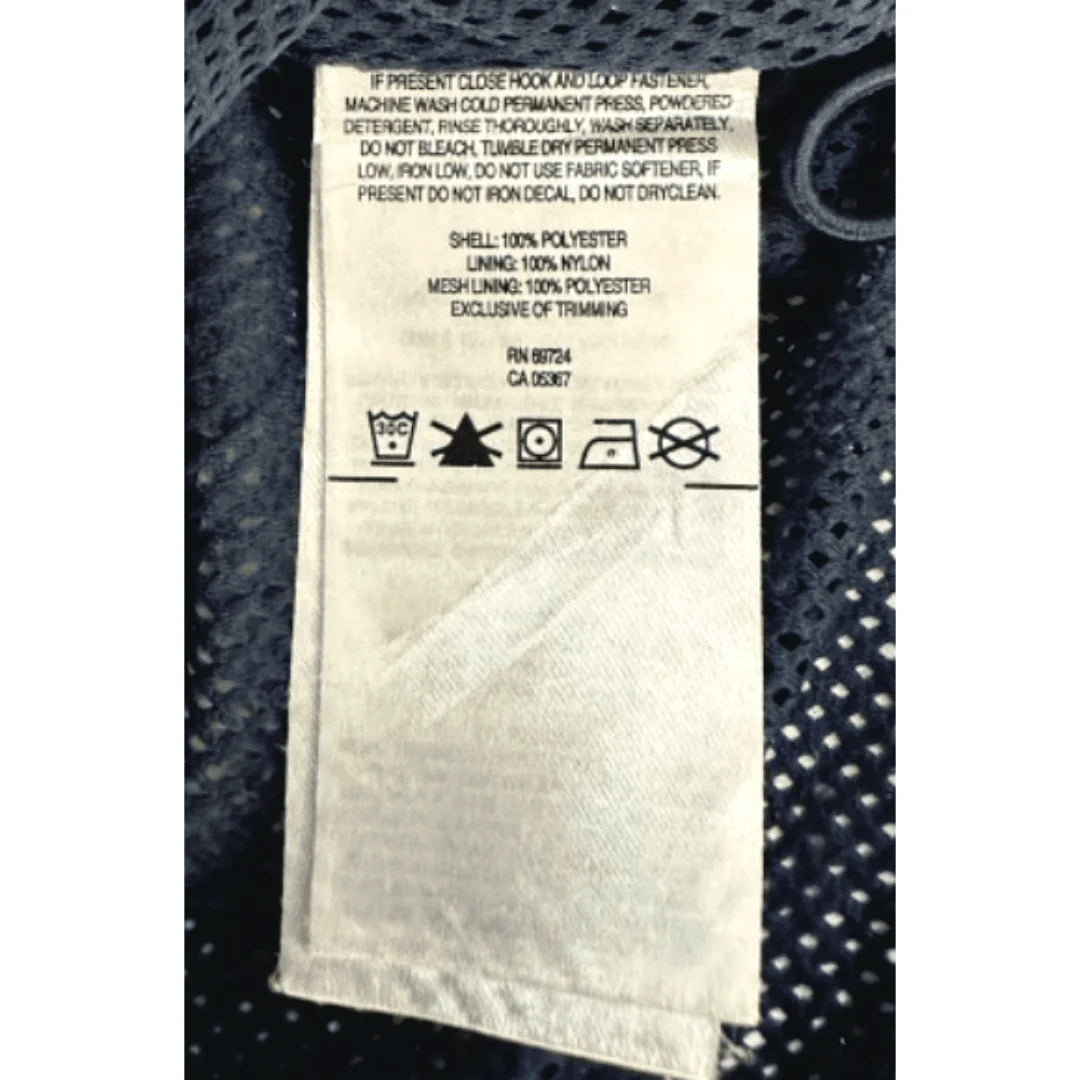 IF PRESENT CLOSE HOOK AND LOOP FASTENER,
MACHINE WASH COLD PERMANENT PRESS, POWDERED
DETERGENT, RINSE THOROUGHLY, WASH SEPARATELY,
DO NOT BLEACH, TUMBLE DRY PERMANENT PRESS
LOW, IRON LOW, DO NOT USE FABRIC SOFTENER, IF
PRESENT DO NOT IRON DECAL, DO NOT DRYCLEAN.
SHELL: 100% POLYESTER
LINING: 100% NYLON
MESH LINING: 100% POLYESTER
EXCLUSIVE OF TRIMMING
RN 69724
CA 05367
30C